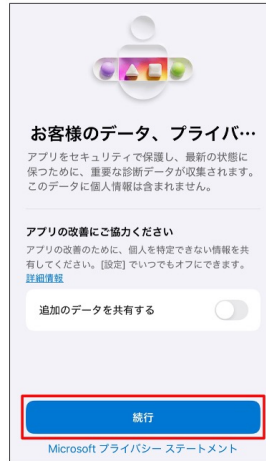 お客様のデータ、プライバ…
アプリをセキュリティで保護し、最新の状態に
保つために、重要な診断データが収集されます。
このデータに個人情報は含まれません。
アプリの改善にご協力ください
アプリの改善のために、個人を特定できない情報を共
有してください。[設定] でいつでもオフにできます。
詳細情報
追加のデータを共有する
続行
Microsoft プライバシー ステートメント